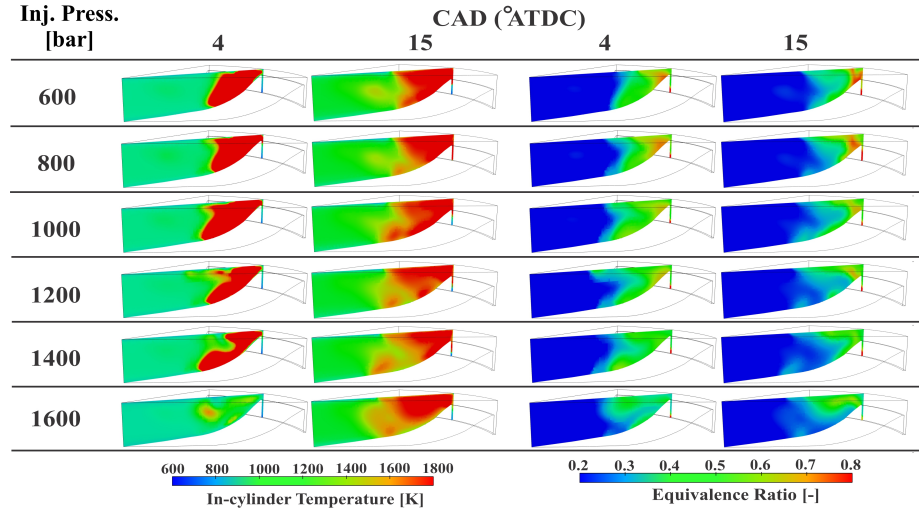 Inj. Press.
[bar]
CAD (°ATDC)
4 15 4 15
600
800
1000
1200
1400
1600
600 800 1000 1200 1400 1600 1800
In-cylinder Temperature [K]
0.2 0.3 0.4 0.5 0.6 0.7 0.8
Equivalence Ratio [-]